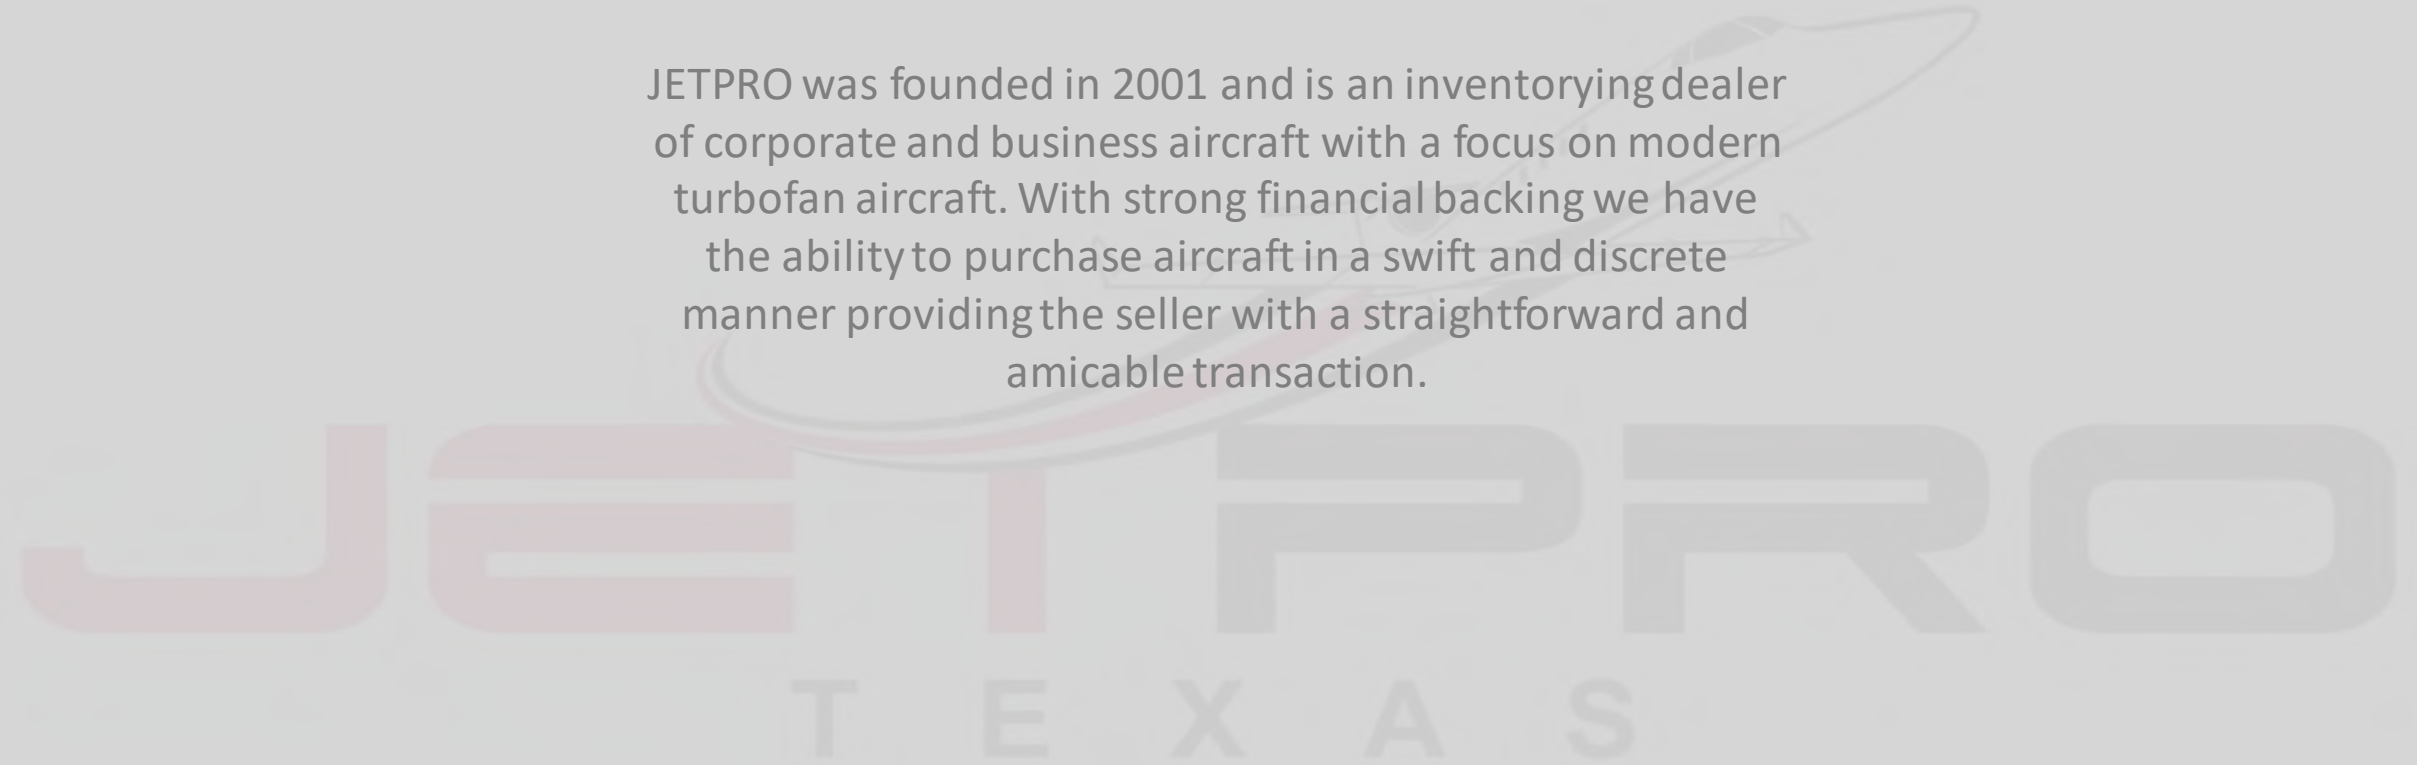 JETPRO was founded in 2001 and is an inventorying dealer
of corporate and business aircraft with a focus on modern
turbofan aircraft. With strong financial backing we have
the ability to purchase aircraft in a swift and discrete
manner providing the seller with a straightforward and
amicable transaction.
JETPRO
TEXAS